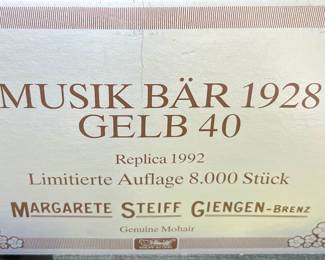 MUSIK BÄR 1928
GELB 40
Replica 1992
Limitierte Auflage 8.000 Stück
MARGARETE STEIFF GIENGEN-BRENZ
Genuine Mohair